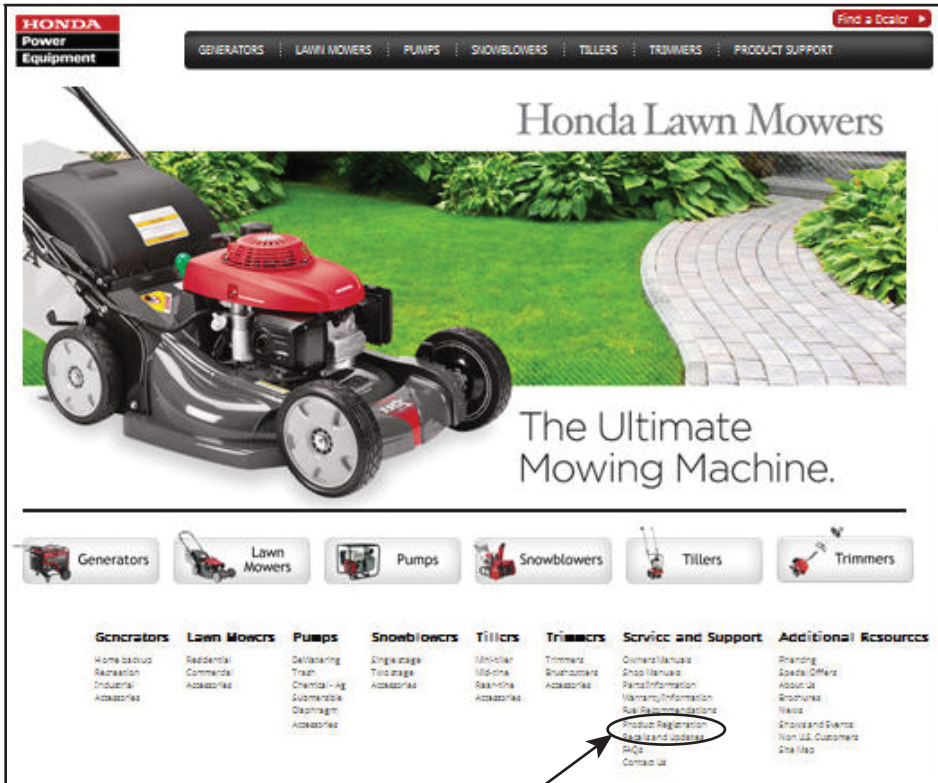 HONDA
Power
Equipment
Find a Dealer
GENERATORS LAWN MOWERS PUMPS SNOWBLOWERS TILLERS TRIMMERS PRODUCT SUPPORT
Honda Lawn Mowers
The Ultimate
Mowing Machine.
Generators
Lawn
Mowers
Pumps
Snowblowers
Tillers
Trimmers
Generators
Home backup
Recreation
Industrial
Accessories
Lawn Mowers
Residential
Commercial
Accessories
Pumps
DeWatering
Trash
Chemical - Ag
Submersible
Diaphragm
Accessories
Snowblowers
Single stage
Two stage
Accessories
Tillers
Mini-tiller
Mid-tine
Rear-tine
Accessories
Trimmers
Trimmers
Brushcutters
Accessories
Service and Support
Owners Manuals
Shop Manuals
Parts Information
Warranty Information
Fuel Recommendations
Product Registration
Recalls and Updates
FAQs
Contact Us
Additional Resources
Financing
Special Offers
About Us
Brochures
News
Shows and Events
Non U.S. Customers
Site Map